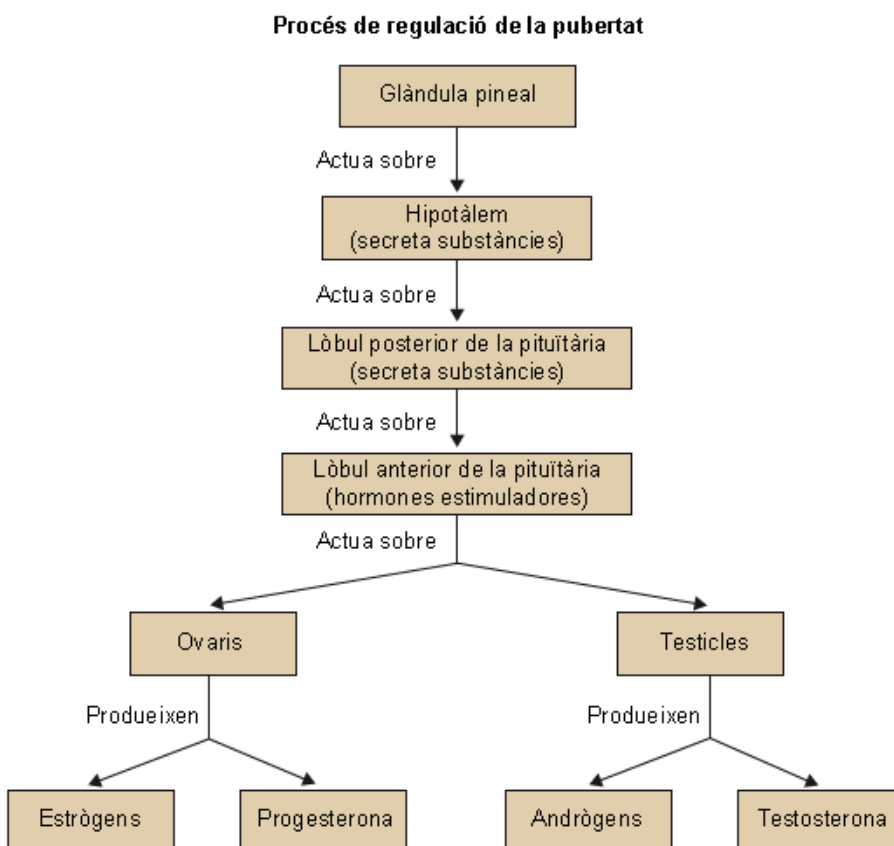 Procés de regulació de la pubertat
Glàndula pineal
Actua sobre
Hipotàlem
(secreta substàncies)
Actua sobre
Lòbul posterior de la pituïtària
(secreta substàncies)
Actua sobre
Lòbul anterior de la pituïtària
(hormones estimuladores)
Actua sobre
Ovaris
Testicles
Produeixen
Produeixen
Estrògens
Progesterona
Andrògens
Testosterona